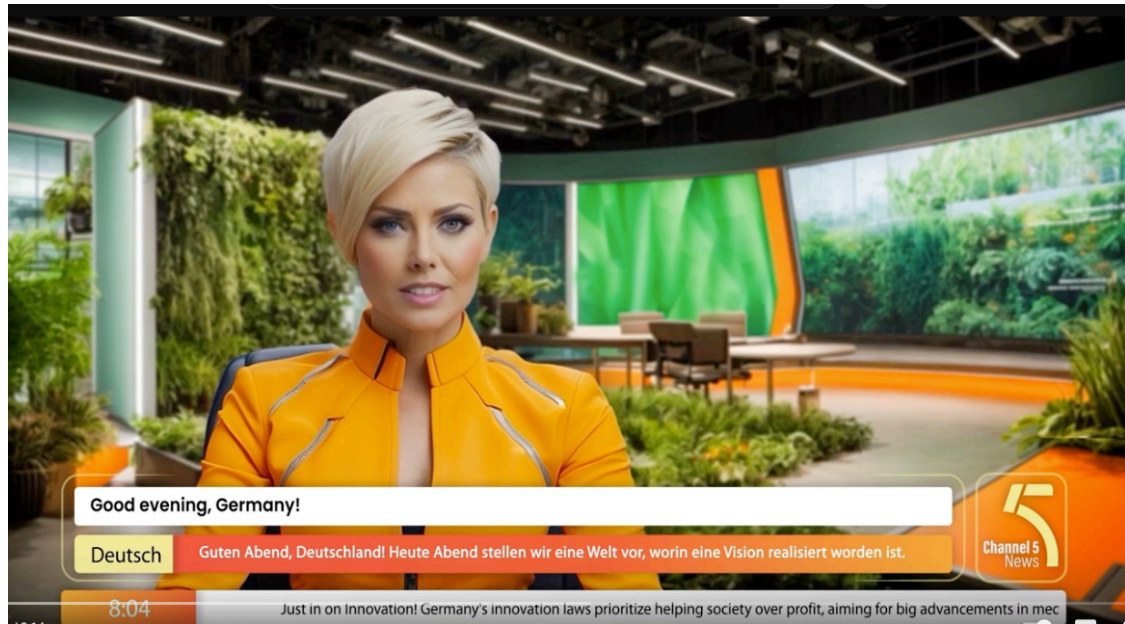 Good evening, Germany!
Deutsch
Guten Abend, Deutschland! Heute Abend stellen wir eine Welt vor, worin eine Vision realisiert worden ist.
5
Channel 5
News
8:04
Just in on Innovation! Germany's innovation laws prioritize helping society over profit, aiming for big advancements in mec